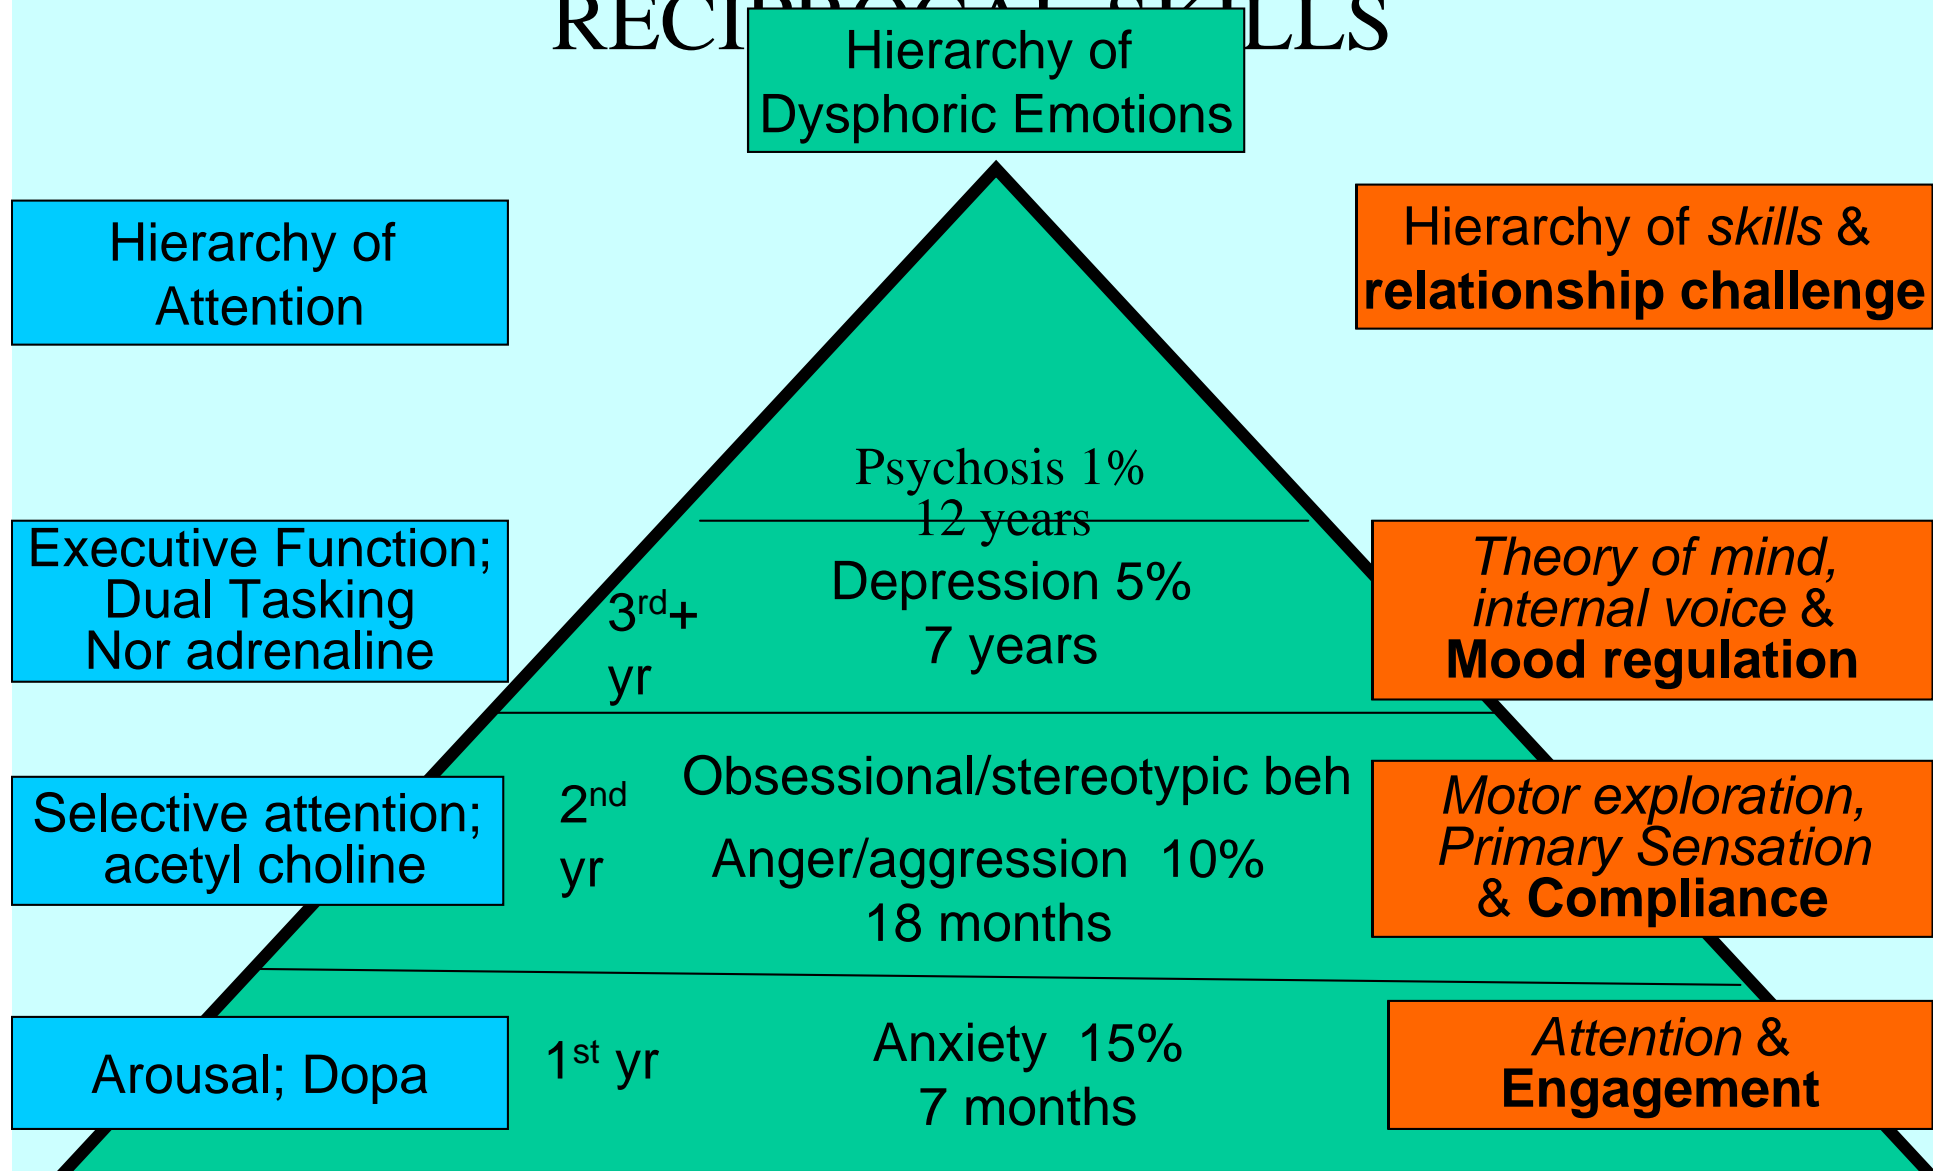 RECIPROCAL SKILLS
Hierarchy of
Dysphoric Emotions
Hierarchy of
Attention
Hierarchy of skills &
relationship challenge
Psychosis 1%
12 years
Executive Function;
Dual Tasking
Nor adrenaline
3rd+
yr
Depression 5%
7 years
Theory of mind,
internal voice &
Mood regulation
Selective attention;
acetyl choline
2nd
yr
Obsessional/stereotypic beh
Anger/aggression 10%
18 months
Motor exploration,
Primary Sensation
& Compliance
Arousal; Dopa
1st yr
Anxiety 15%
7 months
Attention &
Engagement